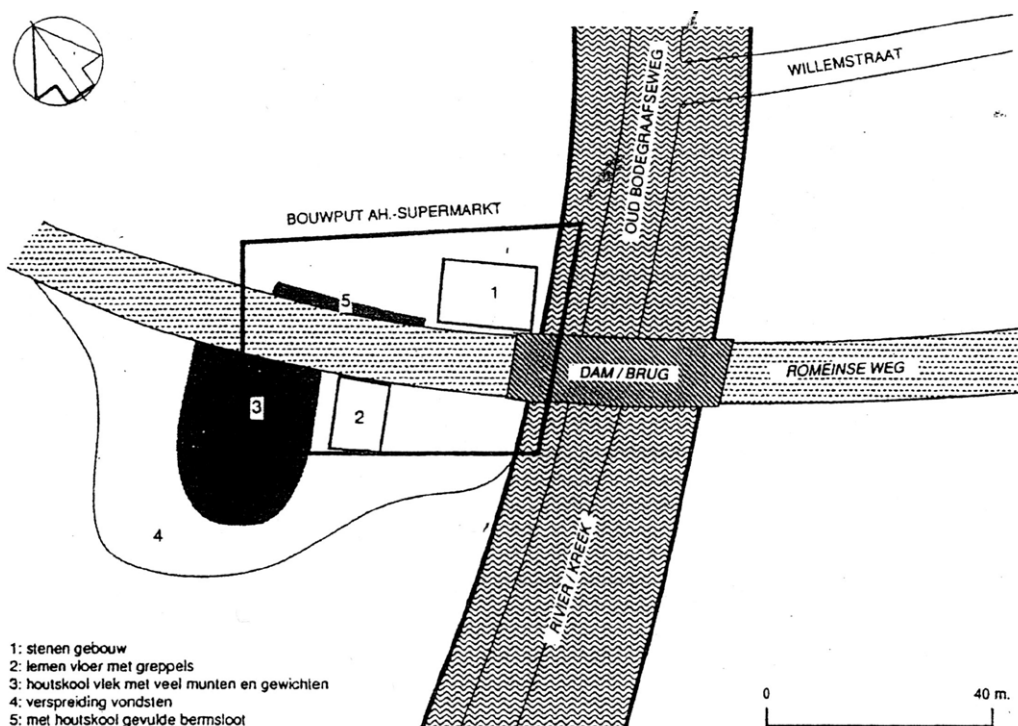 WILLEMSTRAAT
OUD BODEGRAAFSEWEG
BOUWPUT AH.-SUPERMARKT
1
5
DAM / BRUG
ROMEINSE WEG
3
2
4
RIVIER / KREEK
1: stenen gebouw
2: lemen vloer met greppels
3: houtskool vlek met veel munten en gewichten
4: verspreiding vondsten
5: met houtskool gevulde bermsloot
0 40 m.